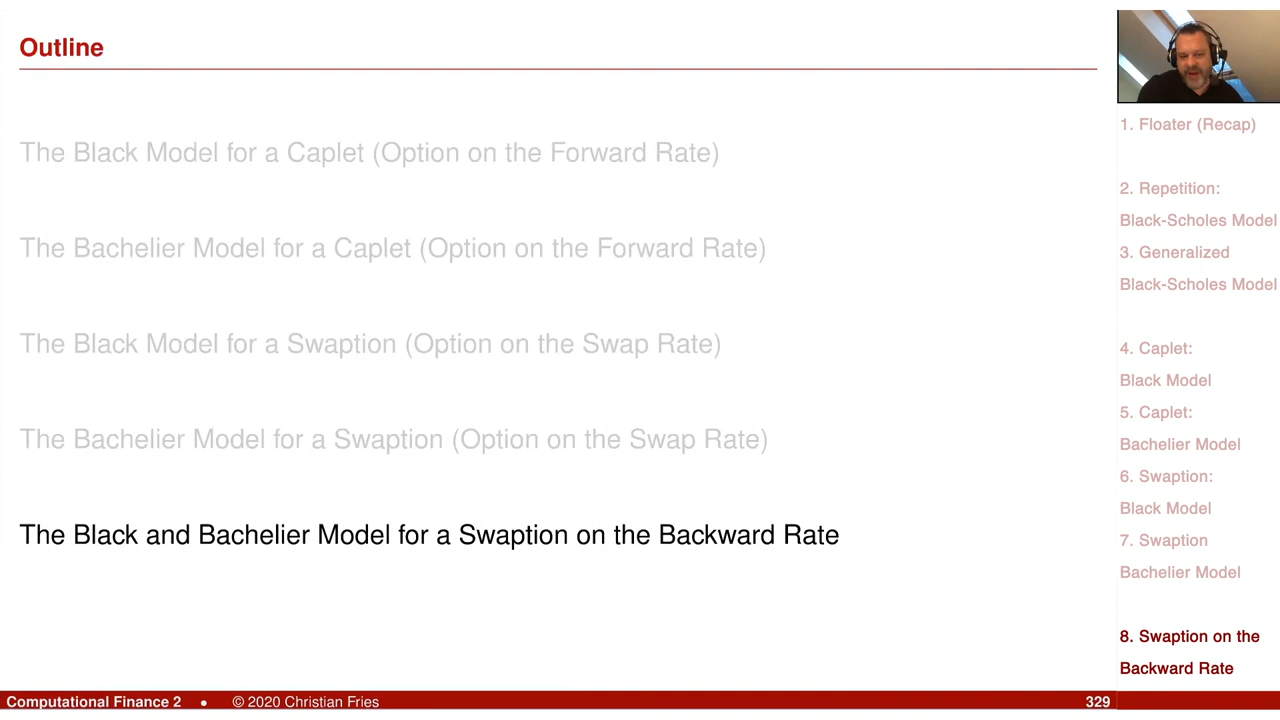 Outline
The Black Model for a Caplet (Option on the Forward Rate)
The Bachelier Model for a Caplet (Option on the Forward Rate)
The Black Model for a Swaption (Option on the Swap Rate)
The Bachelier Model for a Swaption (Option on the Swap Rate)
The Black and Bachelier Model for a Swaption on the Backward Rate
1. Floater (Recap)
2. Repetition:
Black-Scholes Model
3. Generalized
Black-Scholes Model
4. Caplet:
Black Model
5. Caplet:
Bachelier Model
6. Swaption:
Black Model
7. Swaption
Bachelier Model
8. Swaption on the
Backward Rate
Computational Finance 2 • © 2020 Christian Fries 329